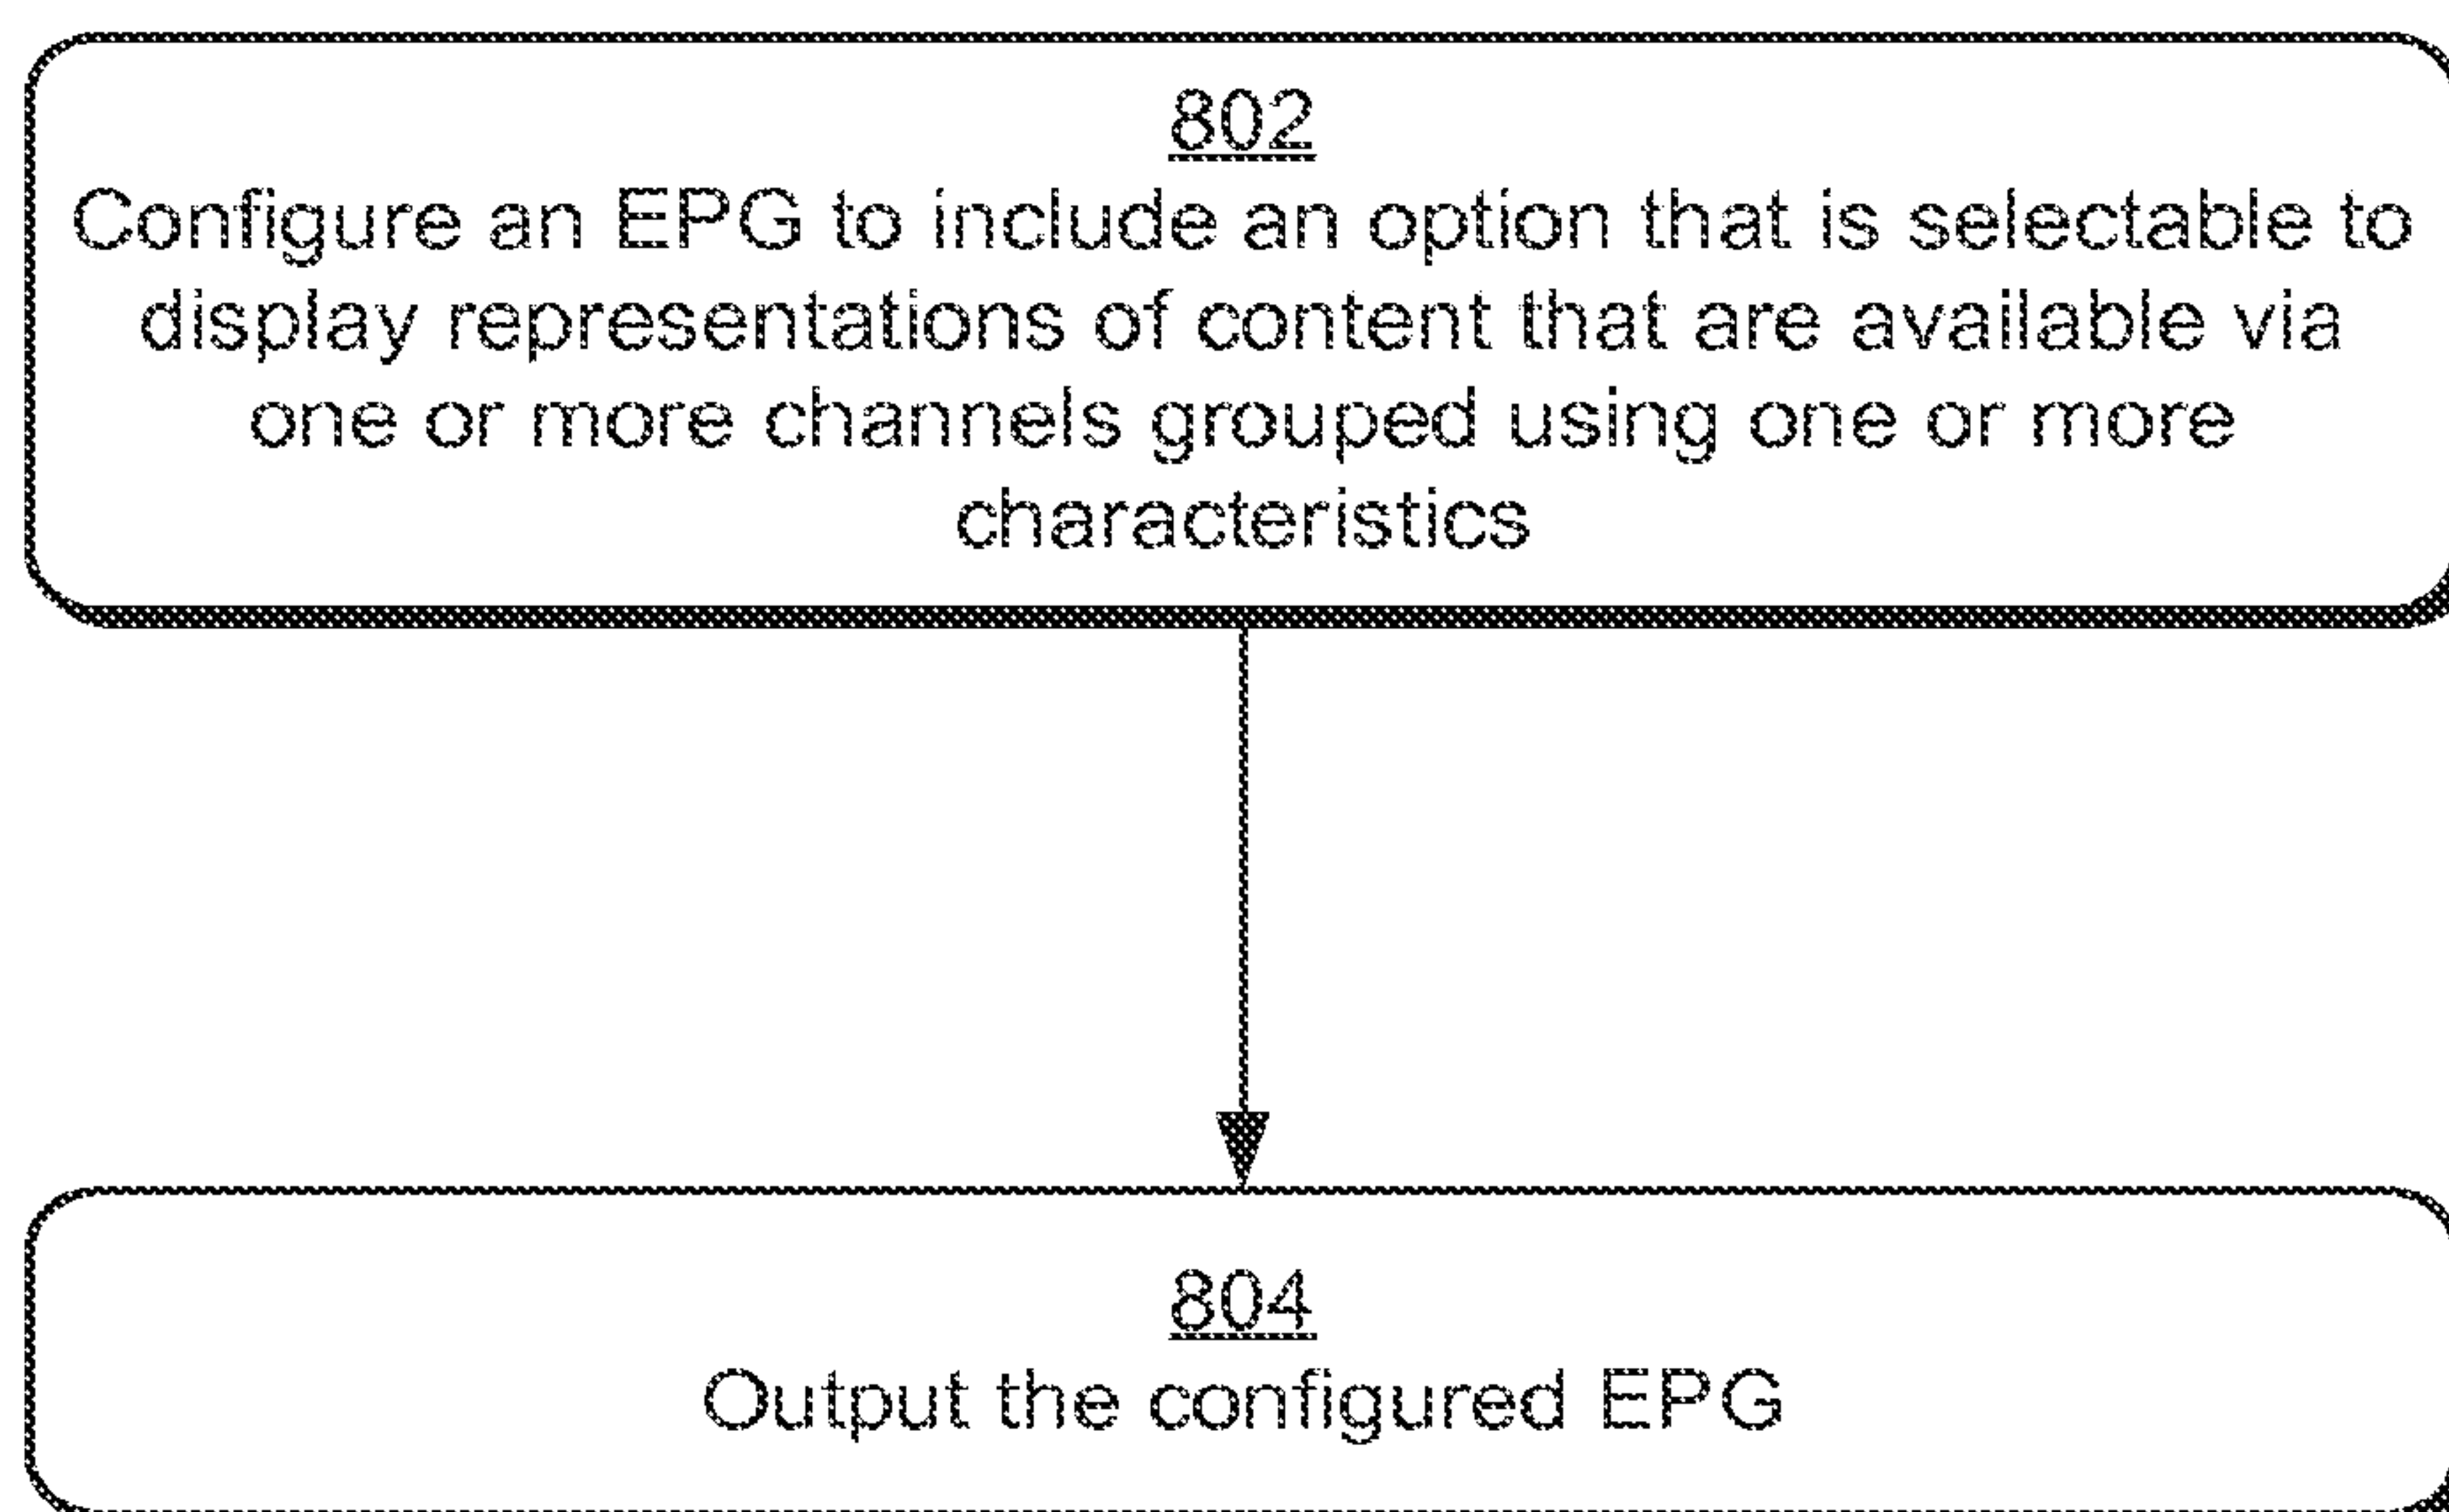 802
Configure an EPG to include an option that is selectable to
display representations of content that are available via
one or more channels grouped using one or more
characteristics
804
Output the configured EPG